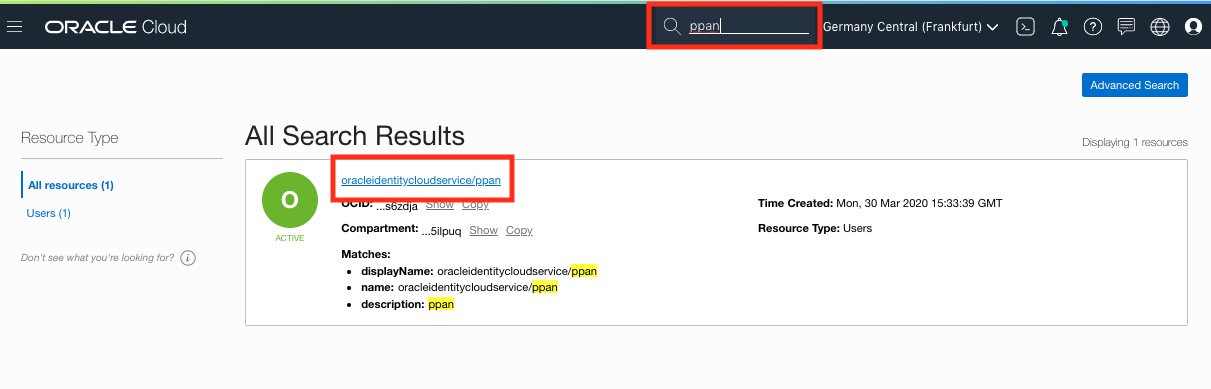 ORACLE Cloud
ppan
Germany Central (Frankfurt)
Advanced Search
Resource Type
All resources (1)
Users (1)
Don't see what you're looking for?
All Search Results
Displaying 1 resources
O
ACTIVE
oracleidentitycloudservice/ppan
OCID: ...s6zdja Show Copy
Time Created: Mon, 30 Mar 2020 15:33:39 GMT
Compartment: ...5ilpuq Show Copy
Resource Type: Users
Matches:
• displayName: oracleidentitycloudservice/ppan
• name: oracleidentitycloudservice/ppan
• description: ppan